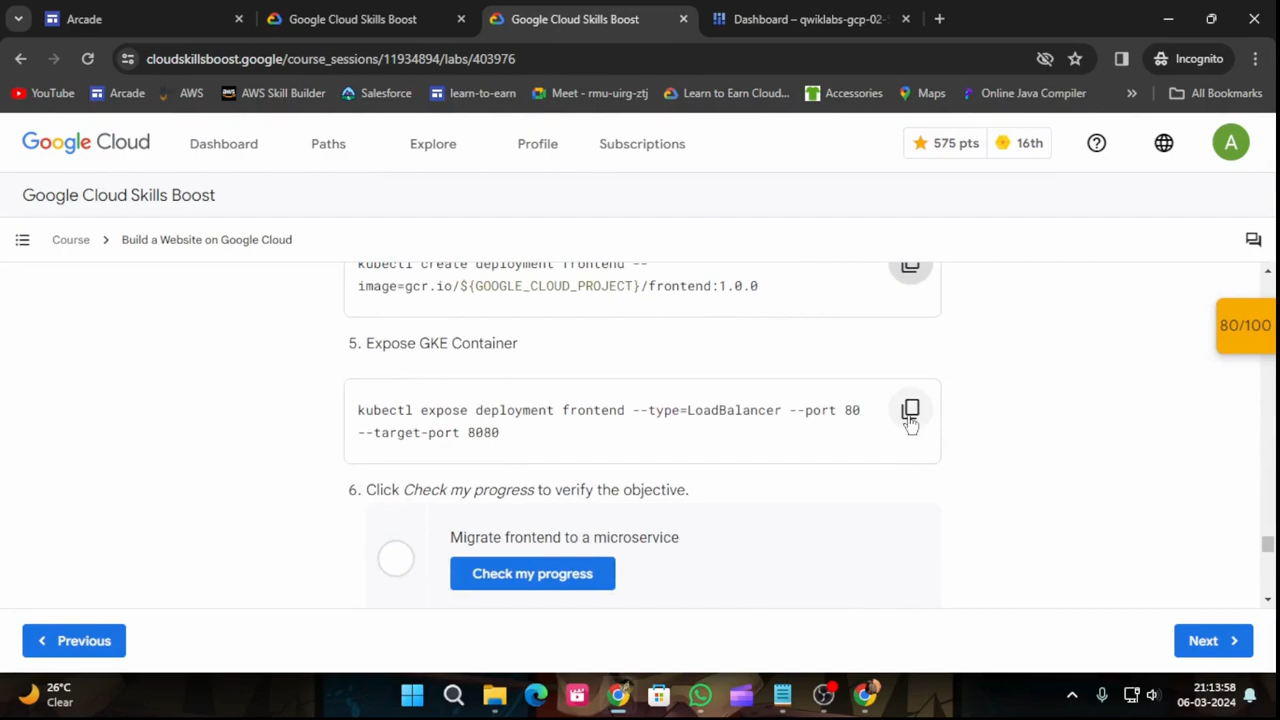 Arcade
Google Cloud Skills Boost
Google Cloud Skills Boost
Dashboard – qwiklabs-gcp-02-
cloudskillsboost.google/course_sessions/11934894/labs/403976
Incognito
YouTube
Arcade
AWS
AWS Skill Builder
Salesforce
learn-to-earn
Meet - rmu-uirg-ztj
Learn to Earn Cloud...
Accessories
Maps
Online Java Compiler
All Bookmarks
Google Cloud
Dashboard
Paths
Explore
Profile
Subscriptions
575 pts
16th
A
Google Cloud Skills Boost
Course
Build a Website on Google Cloud
kubectl create deployment frontend --
image=gcr.io/${GOOGLE_CLOUD_PROJECT}/frontend:1.0.0
80/100
5. Expose GKE Container
kubectl expose deployment frontend --type=LoadBalancer --port 80
--target-port 8080
6. Click Check my progress to verify the objective.
Migrate frontend to a microservice
Check my progress
Previous
Next
26°C
Clear
21:13:58
06-03-2024